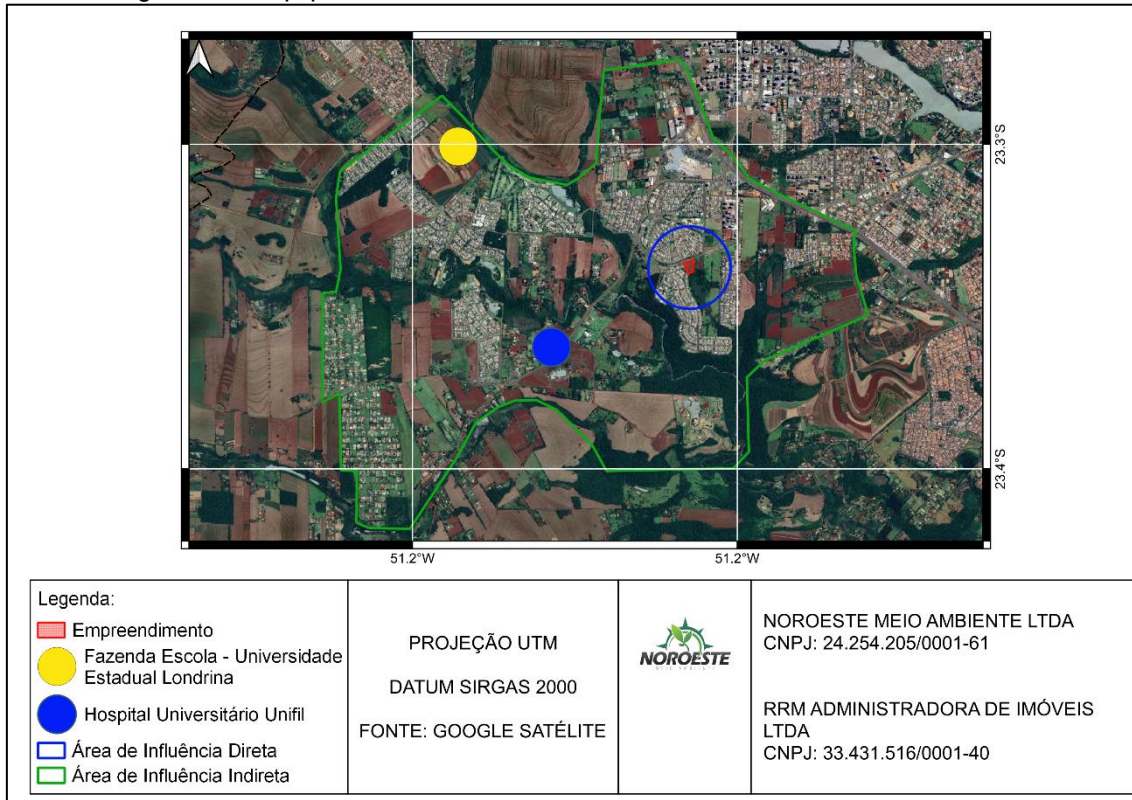 23.3°S
23.4°S
51.2°W
51.2°W
Legenda:
Empreendimento
Fazenda Escola - Universidade
Estadual Londrina
Hospital Universitário Unifil
Área de Influência Direta
Área de Influência Indireta
PROJEÇÃO UTM
DATUM SIRGAS 2000
FONTE: GOOGLE SATÉLITE
NOROESTE
NOROESTE MEIO AMBIENTE LTDA
CNPJ: 24.254.205/0001-61
RRM ADMINISTRADORA DE IMÓVEIS
LTDA
CNPJ: 33.431.516/0001-40